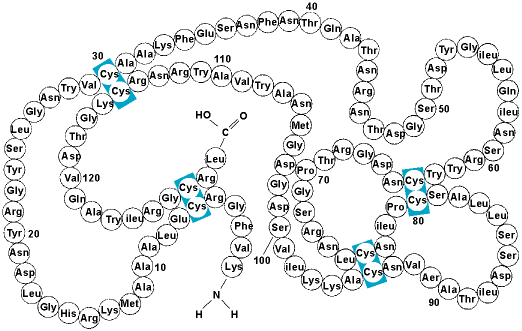 H
H
N
Lys
Val
Phe
Gly
Arg
Cys
Glu
Leu
Ala
Ala
10
Ala
Met
Lys
Arg
His
Gly
Leu
Asp
Asn
20
Tyr
Arg
Gly
Tyr
Ser
Leu
Gly
Asn
Try
Val
30
Cys
Ala
Ala
Lys
Phe
Glu
Ser
Asn
Phe
Asn
Thr
40
Gln
Ala
Thr
Asn
Arg
Asn
Thr
Asp
Gly
Ser
50
Thr
Asp
Tyr
Gly
ileu
Leu
Gln
ileu
Asn
Ser
60
Arg
Try
Try
Cys
Asn
Asp
Gly
Arg
Thr
Pro
70
Gly
Ser
Arg
Asn
Leu
Cys
Asn
ileu
Pro
Cys
80
Ser
Ala
Leu
Leu
Ser
Ser
Asp
ileu
Thr
Ala
90
Aer
Val
Asn
Cys
Ala
Lys
Lys
ileu
Val
Ser
100
Asp
Gly
Asp
Gly
Met
Asn
Ala
Try
Val
Ala
110
Try
Arg
Asn
Arg
Cys
Lys
Gly
Thr
Asp
Val
120
Gln
Ala
Try
ileu
Arg
Gly
Cys
Arg
Leu
HO
C
O